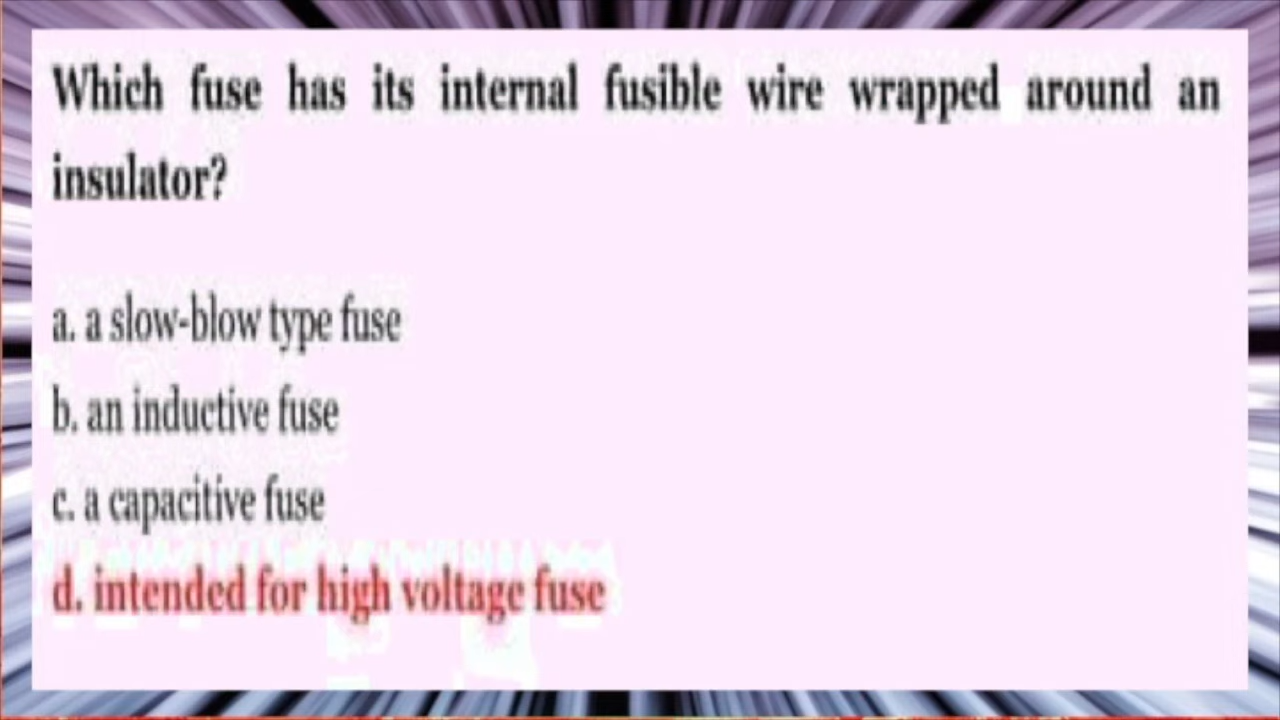 Which fuse has its internal fusible wire wrapped around an
insulator?
a. a slow-blow type fuse
b. an inductive fuse
c. a capacitive fuse
d. intended for high voltage fuse